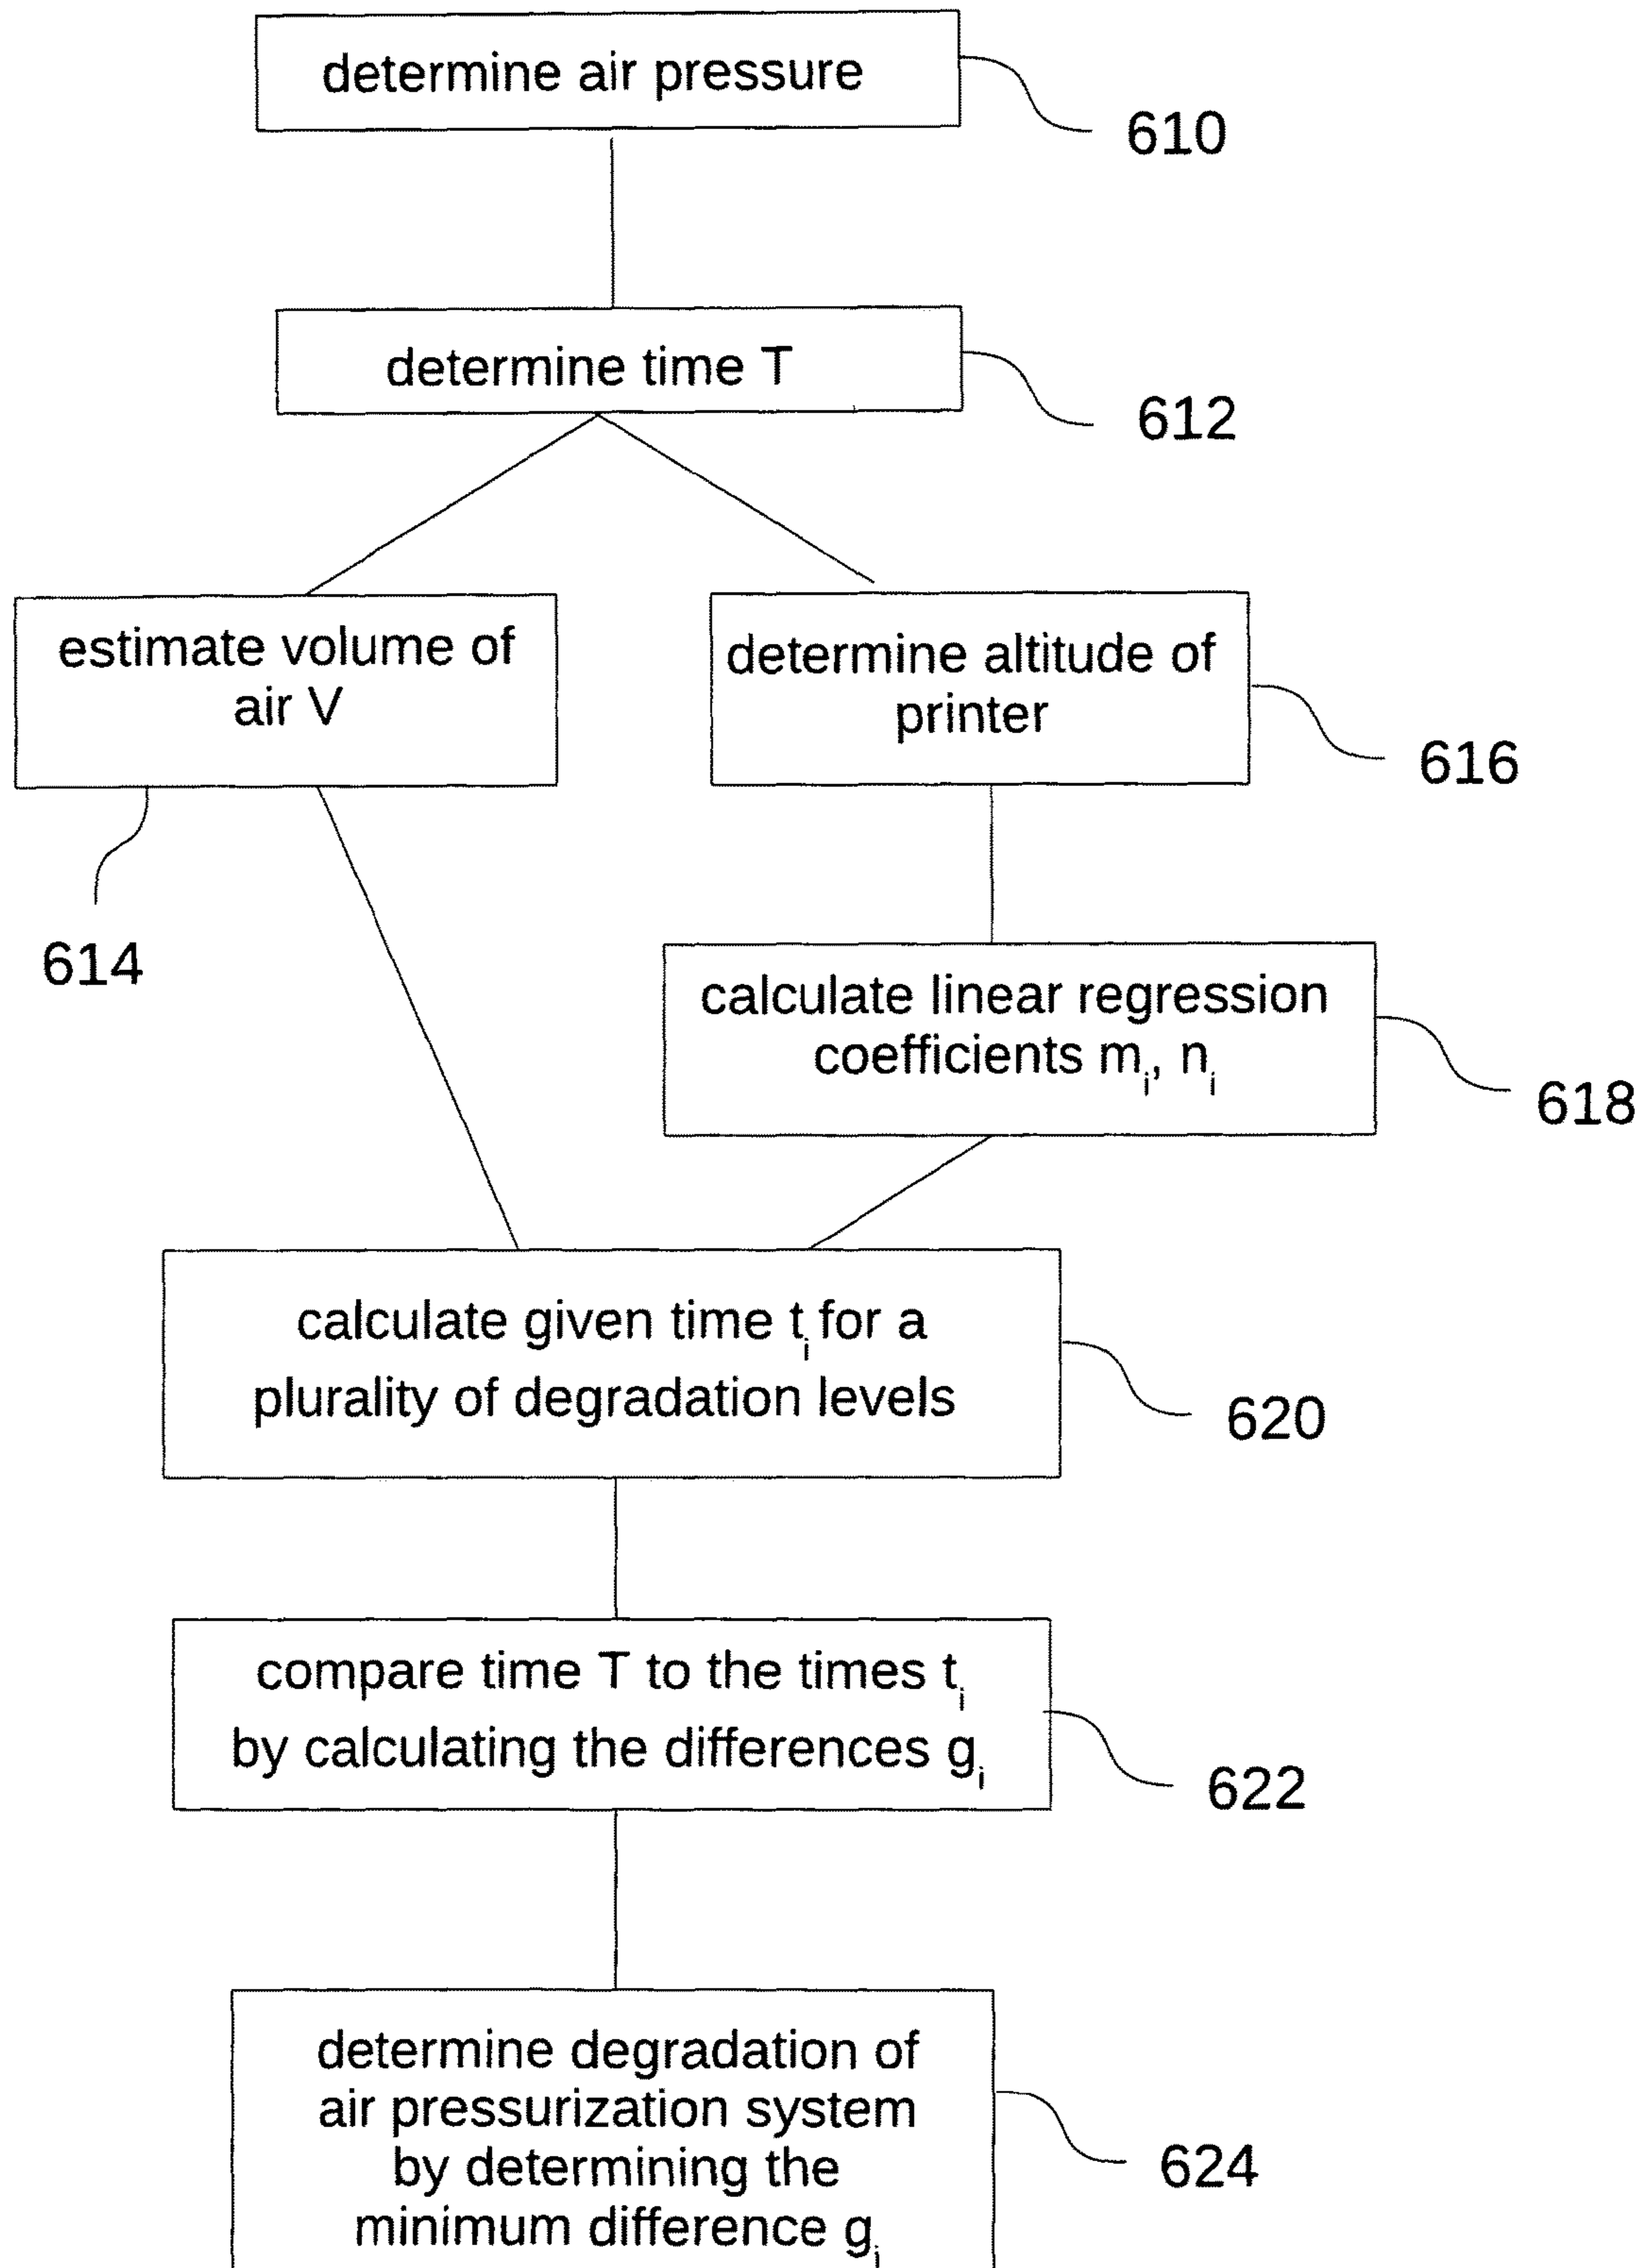 determine air pressure
610
determine time T
612
estimate volume of
air V
614
determine altitude of
printer
616
calculate linear regression
coefficients mᵢ, nᵢ
618
calculate given time tᵢ for a
plurality of degradation levels
620
compare time T to the times tᵢ
by calculating the differences gᵢ
622
determine degradation of
air pressurization system
by determining the
minimum difference gᵢ
624